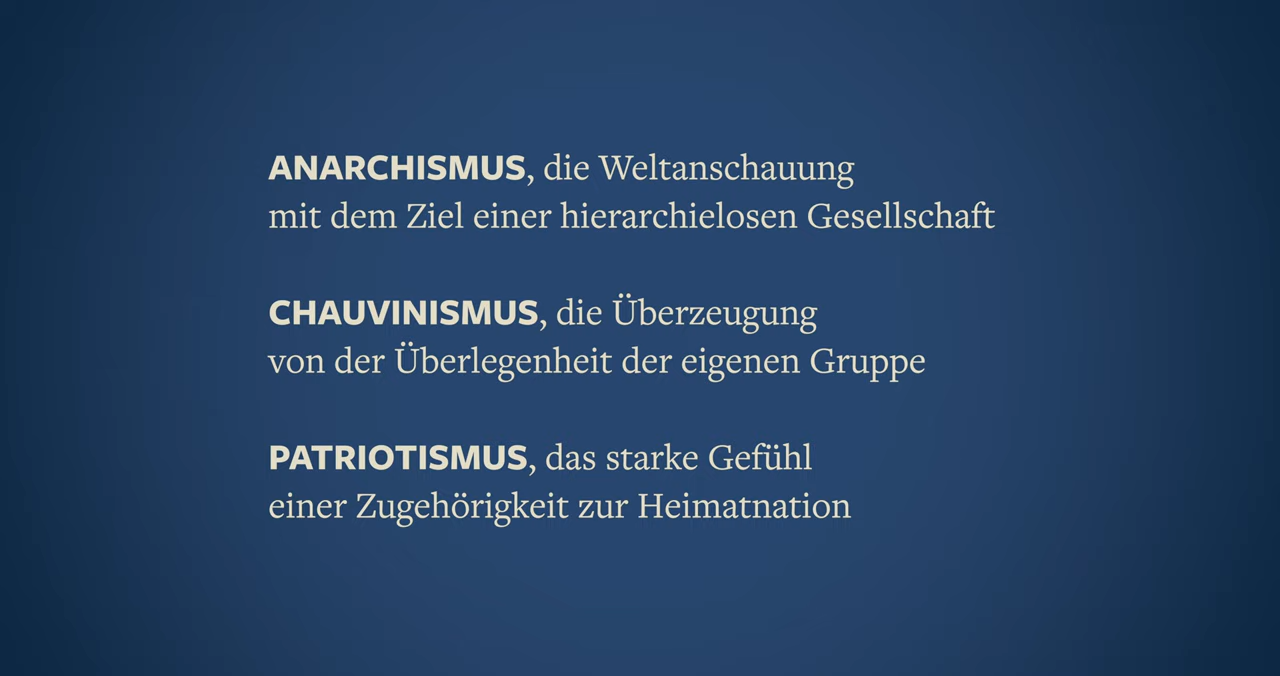 ANARCHISMUS, die Weltanschauung
mit dem Ziel einer hierarchielosen Gesellschaft
CHAUVINISMUS, die Überzeugung
von der Überlegenheit der eigenen Gruppe
PATRIOTISMUS, das starke Gefühl
einer Zugehörigkeit zur Heimatnation